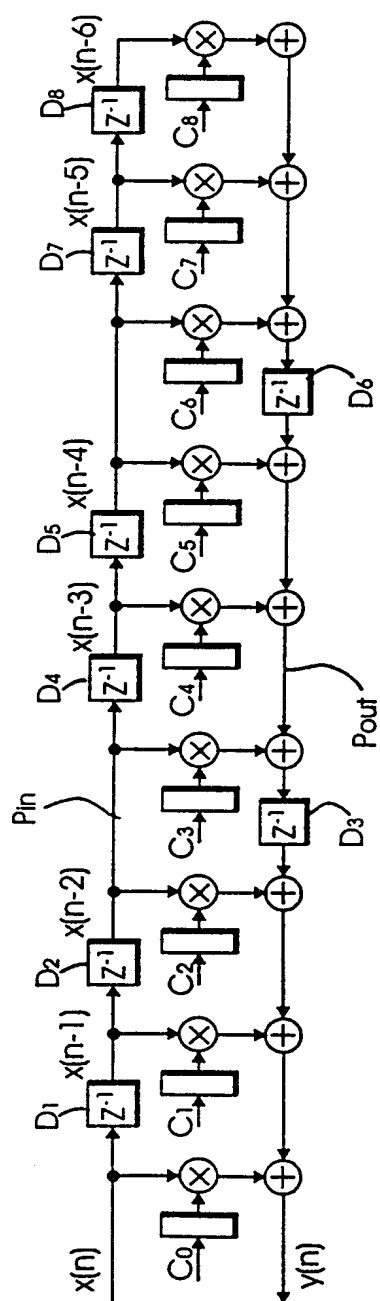 x(n)
D1
Z-1
x(n-1)
D2
Z-1
x(n-2)
Pin
D4
Z-1
x(n-3)
D5
Z-1
x(n-4)
D7
Z-1
x(n-5)
D8
Z-1
x(n-6)
C0
C1
C2
C3
C4
C5
C6
C7
C8
y(n)
Z-1
D3
Pout
Z-1
D6